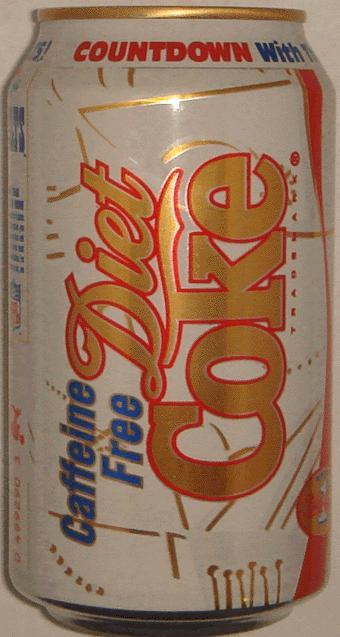 COUNTDOWN With
Caffeine
Free
Diet
Coke
TRADEMARK ®